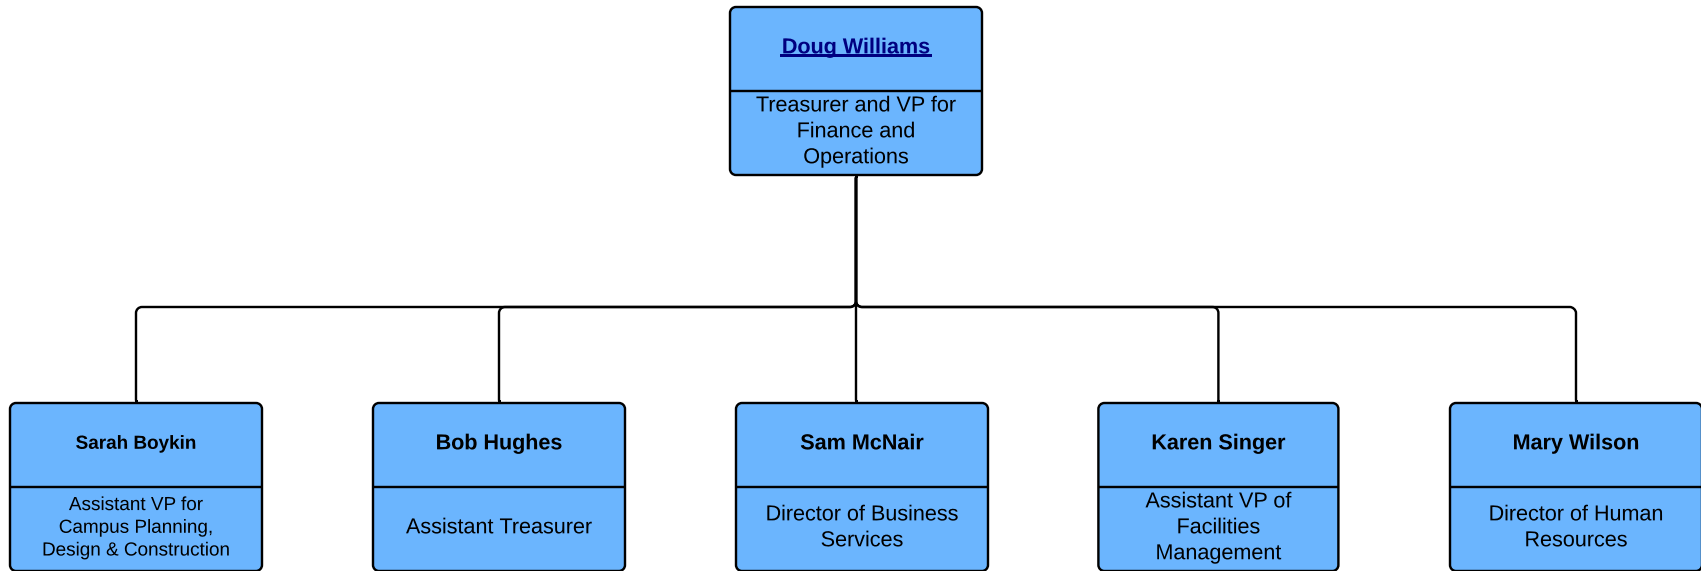 Doug Williams
Treasurer and VP for
Finance and
Operations
Sarah Boykin
Assistant VP for
Campus Planning,
Design & Construction
Bob Hughes
Assistant Treasurer
Sam McNair
Director of Business
Services
Karen Singer
Assistant VP of
Facilities
Management
Mary Wilson
Director of Human
Resources